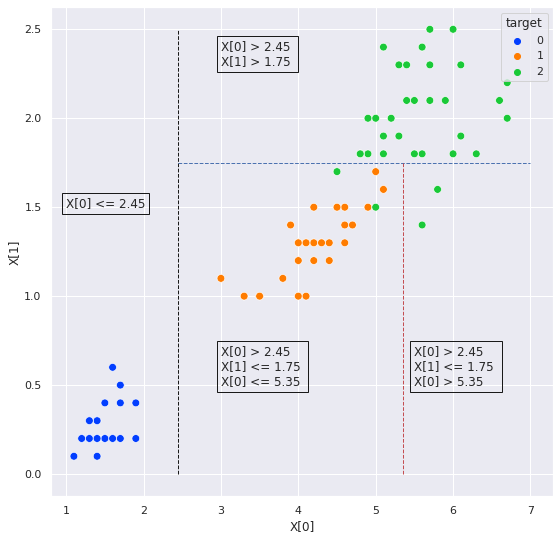 target
0
1
2
X[0] > 2.45
X[1] > 1.75
X[0] <= 2.45
X[0] > 2.45
X[1] <= 1.75
X[0] <= 5.35
X[0] > 2.45
X[1] <= 1.75
X[0] > 5.35
2.5
2.0
1.5
1.0
0.5
0.0
X[1]
1
2
3
4
5
6
7
X[0]